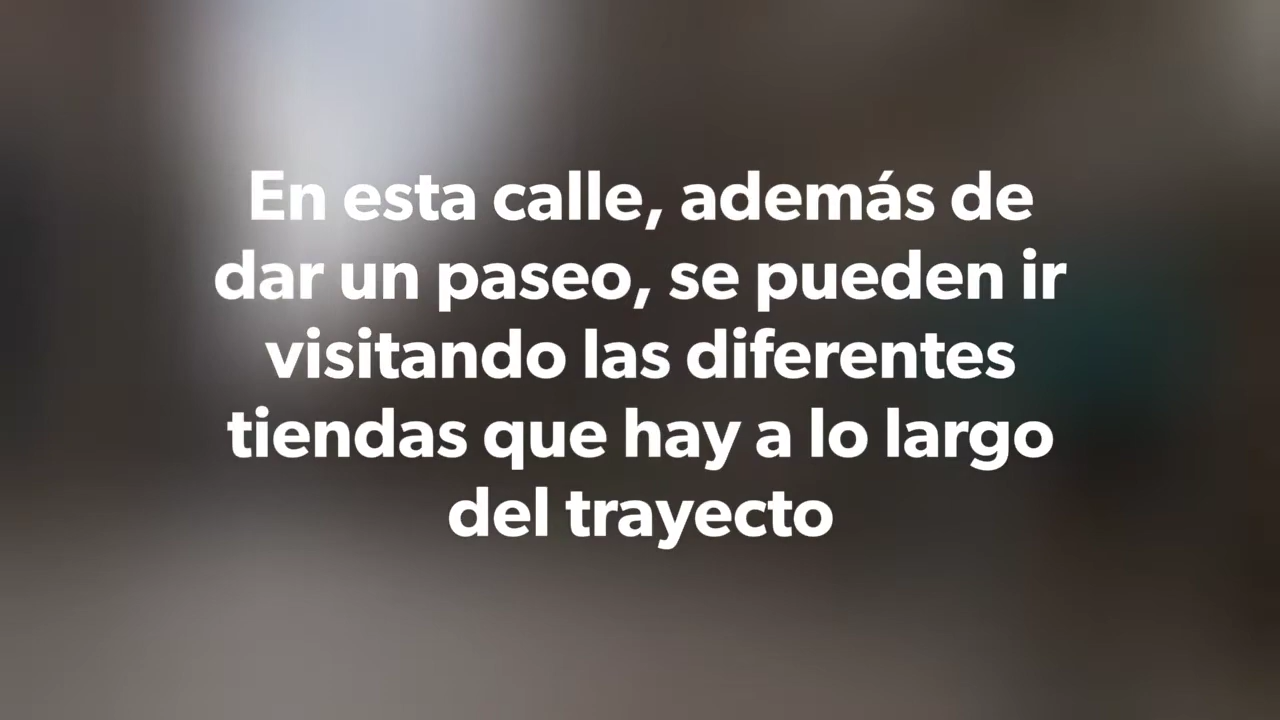 En esta calle, además de
dar un paseo, se pueden ir
visitando las diferentes
tiendas que hay a lo largo
del trayecto